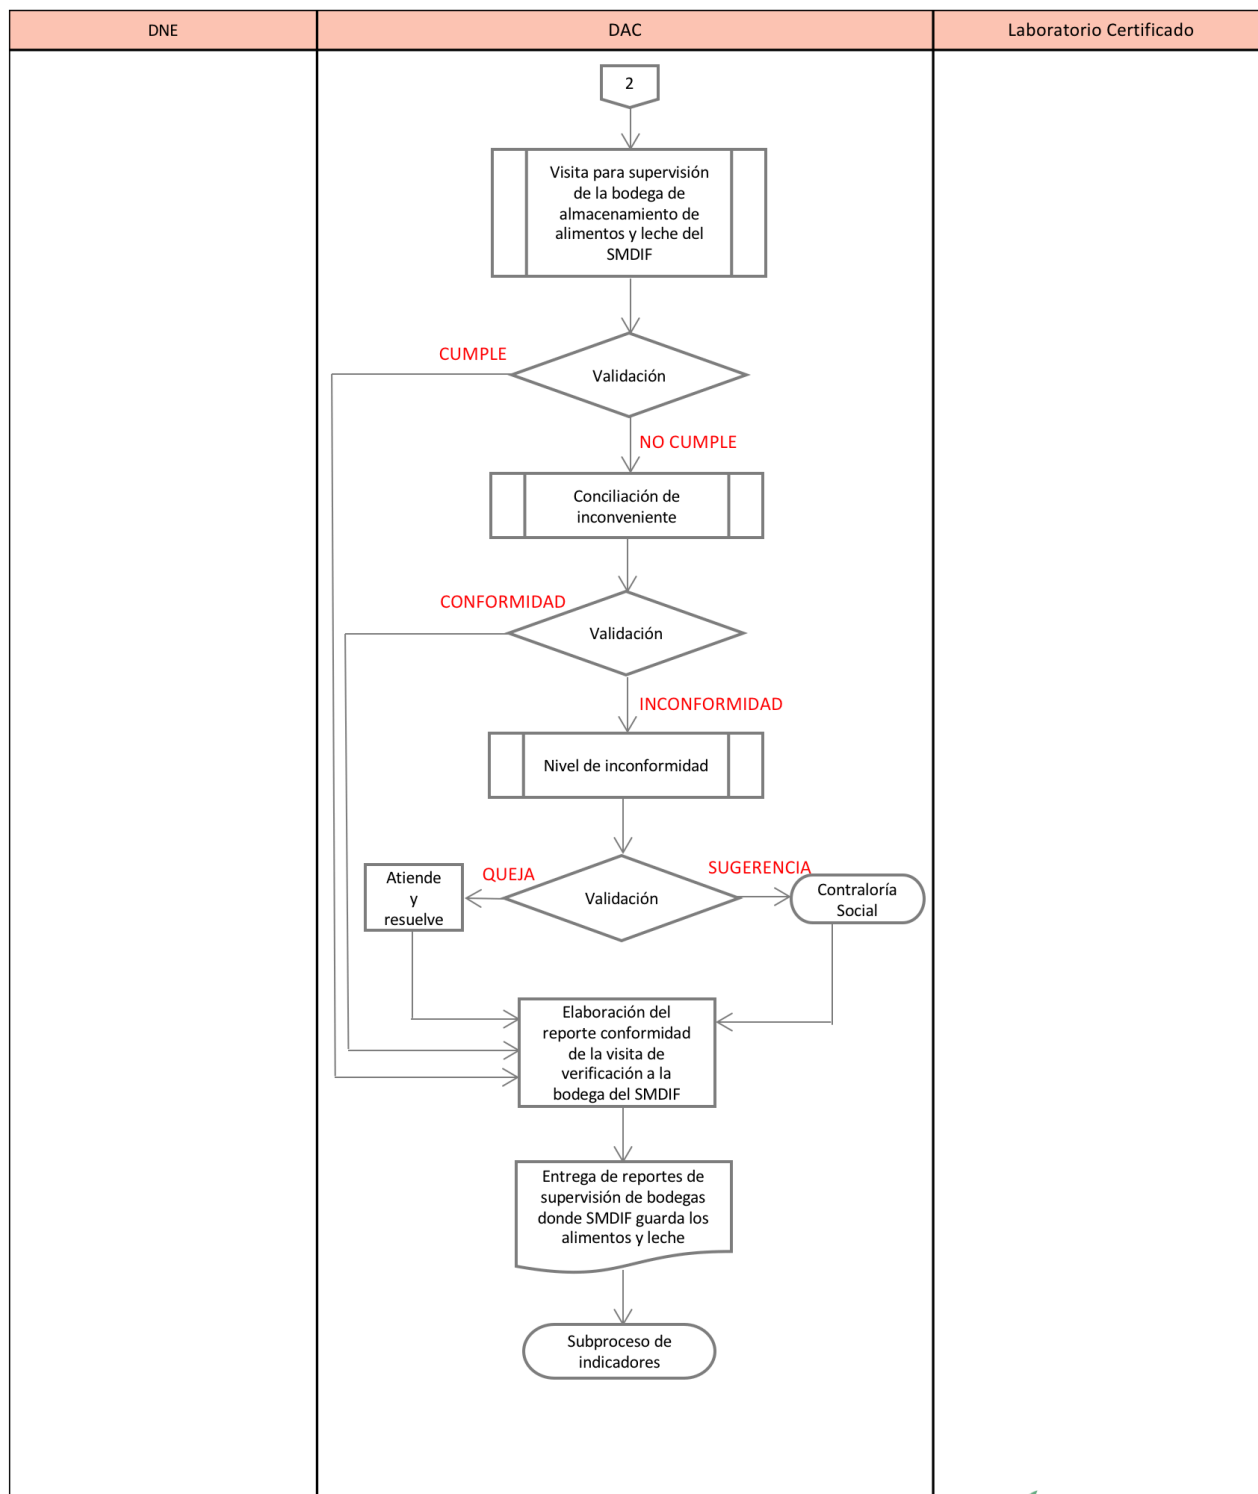 DNE
DAC
Laboratorio Certificado
2
Visita para supervisión
de la bodega de
almacenamiento de
alimentos y leche del
SMDIF
CUMPLE
Validación
NO CUMPLE
Conciliación de
inconveniente
CONFORMIDAD
Validación
INCONFORMIDAD
Nivel de inconformidad
QUEJA
SUGERENCIA
Atiende
y
resuelve
Validación
Contraloría
Social
Elaboración del
reporte conformidad
de la visita de
verificación a la
bodega del SMDIF
Entrega de reportes de
supervisión de bodegas
donde SMDIF guarda los
alimentos y leche
Subproceso de
indicadores